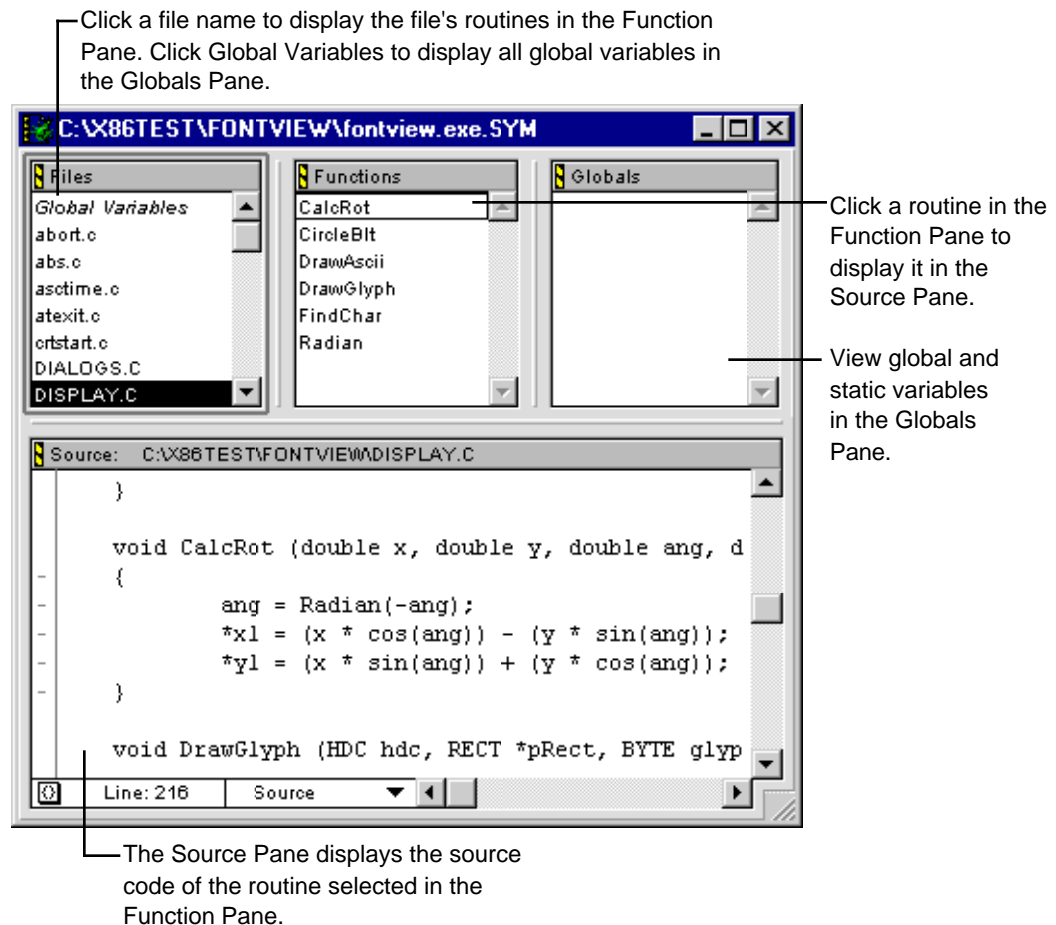 Click a file name to display the file's routines in the Function
Pane. Click Global Variables to display all global variables in
the Globals Pane.
C:\X86TEST\FONTVIEW\fontview.exe.SYM
Files
Global Variables
abort.c
abs.c
asctime.c
atexit.c
crtstart.c
DIALOGS.C
DISPLAY.C
Functions
CalcRot
CircleBlt
DrawAscii
DrawGlyph
FindChar
Radian
Globals
Click a routine in the
Function Pane to
display it in the
Source Pane.
View global and
static variables
in the Globals
Pane.
Source: C:\X86TEST\FONTVIEW\DISPLAY.C
}
void CalcRot (double x, double y, double ang, d
{
ang = Radian(-ang);
*xl = (x * cos(ang)) - (y * sin(ang));
*yl = (x * sin(ang)) + (y * cos(ang));
}
void DrawGlyph (HDC hdc, RECT *pRect, BYTE glyp
Line: 216 Source
The Source Pane displays the source
code of the routine selected in the
Function Pane.